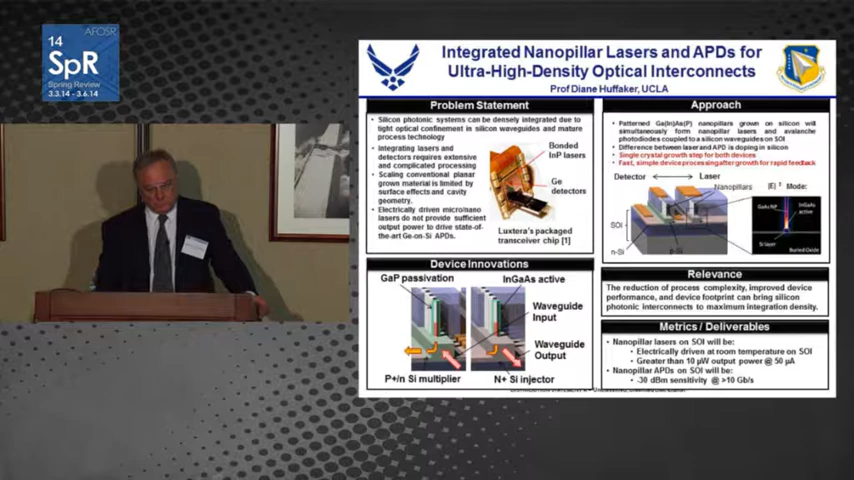 AFOSR
14
SpR
Spring Review
3.3.14 - 3.6.14
Integrated Nanopillar Lasers and APDs for
Ultra-High-Density Optical Interconnects
Prof Diane Huffaker, UCLA
Problem Statement
• Silicon photonic systems can be densely integrated due to
tight optical confinement in silicon waveguides and mature
process technology
• Integrating lasers and
detectors requires extensive
and complicated processing
• Scaling conventional planar
grown material is limited by
surface effects and cavity
geometry.
• Electrically driven micro/nano
lasers do not provide sufficient
output power to drive state-of-
the-art Ge-on-Si APDs.
Bonded
InP lasers
Ge
detectors
Luxtera's packaged
transceiver chip [1]
Approach
• Patterned Ga(In)As(P) nanopillars grown on silicon will
simultaneously form nanopillar lasers and avalanche
photodiodes coupled to a silicon waveguides on SOI
• Difference between laser and APD is doping in silicon
• Single crystal growth step for both devices
• Fast, simple device processing after growth for rapid feedback
Detector
Laser
Nanopillars
|E|² Mode:
SOI
n-Si
p-Si
GaAs NP
InGaAs
active
Si layer
Buried Oxide
Device Innovations
GaP passivation
InGaAs active
Waveguide
Input
Waveguide
Output
P+/n Si multiplier
N+ Si injector
Relevance
The reduction of process complexity, improved device
performance, and device footprint can bring silicon
photonic interconnects to maximum integration density.
Metrics / Deliverables
• Nanopillar lasers on SOI will be:
• Electrically driven at room temperature on SOI
• Greater than 10 µW output power @ 50 µA
• Nanopillar APDs on SOI will be:
• -30 dBm sensitivity @ >10 Gb/s